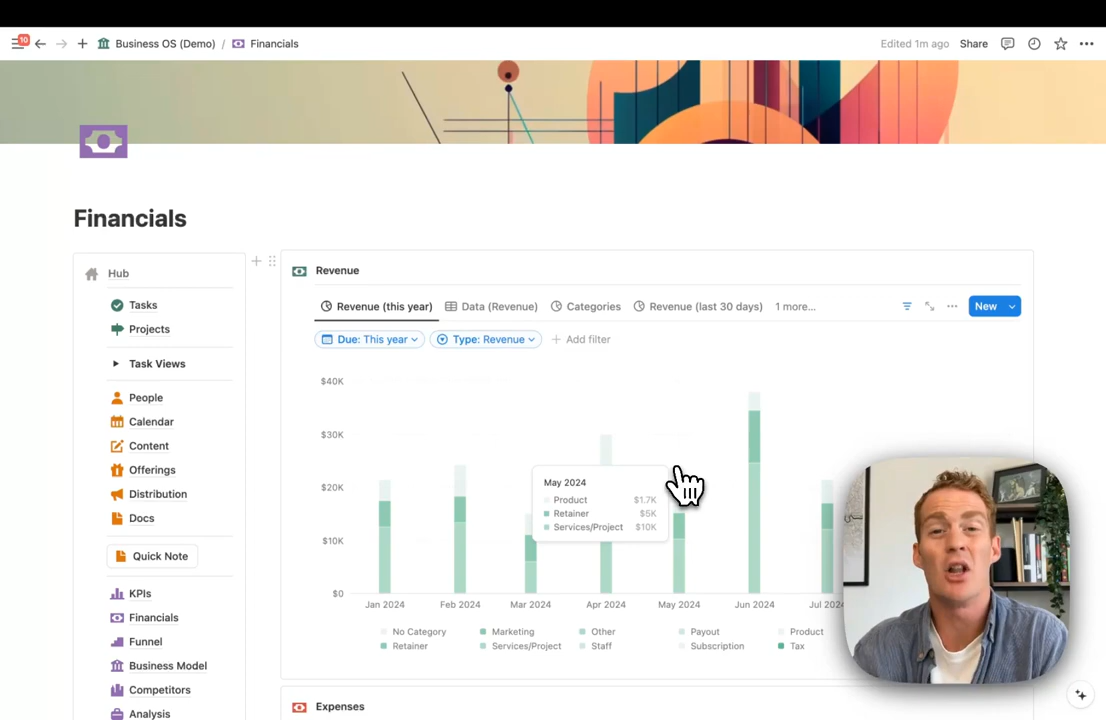 10
Business OS (Demo) / Financials
Edited 1m ago Share
Financials
Hub
Tasks
Projects
Task Views
People
Calendar
Content
Offerings
Distribution
Docs
Quick Note
KPIs
Financials
Funnel
Business Model
Competitors
Analysis
Revenue
Revenue (this year) Data (Revenue) Categories Revenue (last 30 days) 1 more...
New
Due: This year Type: Revenue + Add filter
$40K
$30K
$20K
$10K
$0
May 2024
Product $1.7K
Retainer $5K
Services/Project $10K
Jan 2024 Feb 2024 Mar 2024 Apr 2024 May 2024 Jun 2024 Jul 2024
No Category Marketing Other Payout Product
Retainer Services/Project Staff Subscription Tax
Expenses